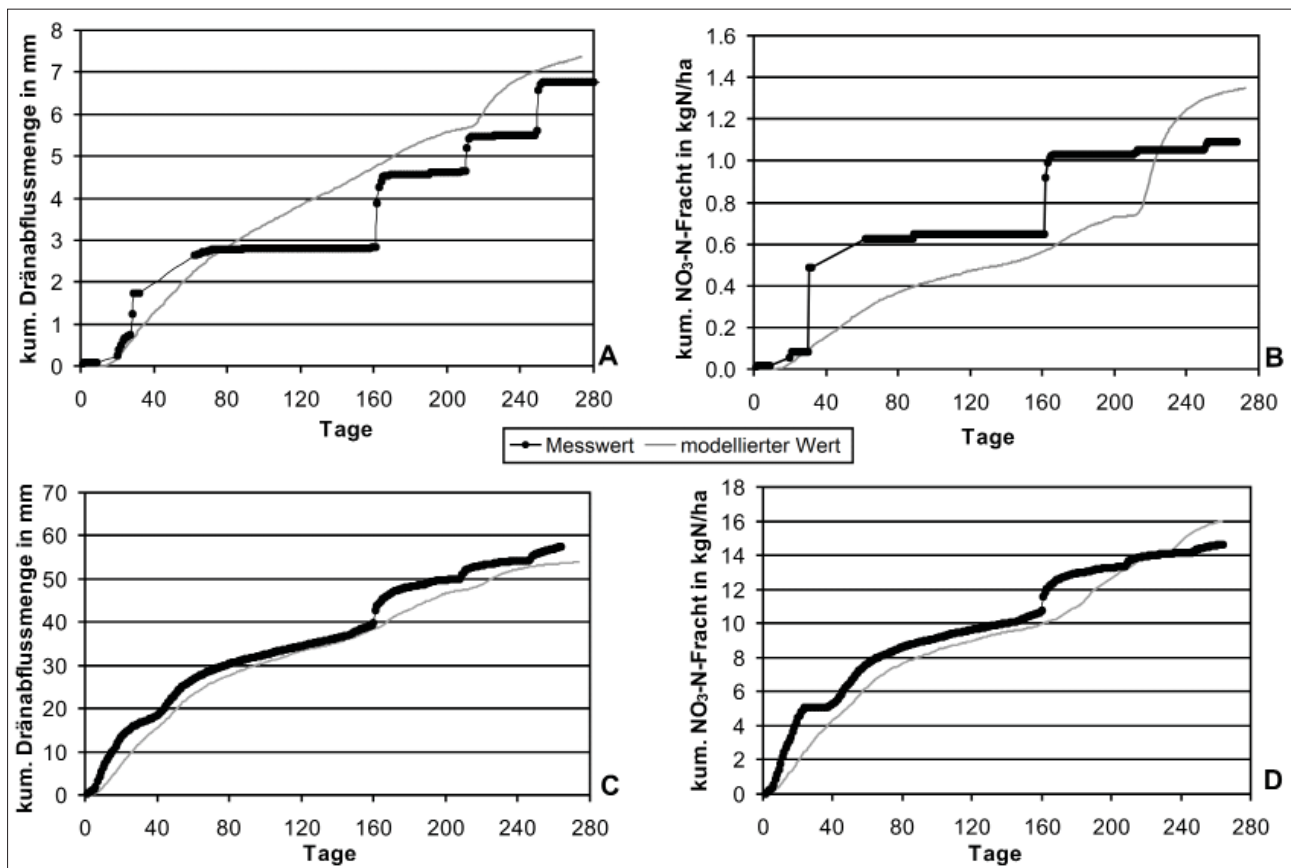 kum. Dränabflussmenge in mm
8
7
6
5
4
3
2
1
0
0 40 80 120 160 200 240 280
Tage
A
kum. NO₃-N-Fracht in kgN/ha
1.6
1.4
1.2
1.0
0.8
0.6
0.4
0.2
0.0
0 40 80 120 160 200 240 280
Tage
B
Messwert modellierter Wert
kum. Dränabflussmenge in mm
70
60
50
40
30
20
10
0
0 40 80 120 160 200 240 280
Tage
C
kum. NO₃-N-Fracht in kgN/ha
18
16
14
12
10
8
6
4
2
0
0 40 80 120 160 200 240 280
Tage
D